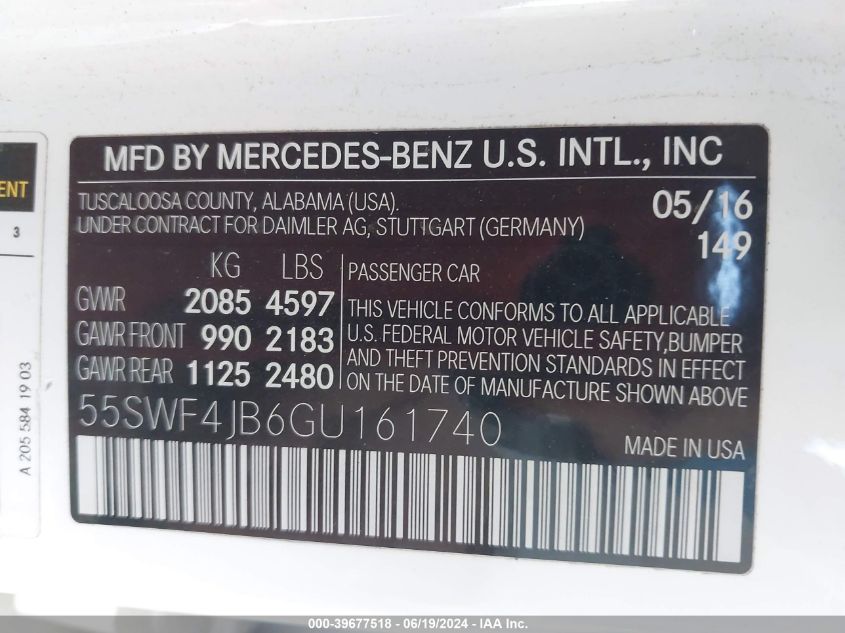 MFD BY MERCEDES-BENZ U.S. INTL., INC
TUSCALOOSA COUNTY, ALABAMA (USA).
UNDER CONTRACT FOR DAIMLER AG, STUTTGART (GERMANY)
05/16
149
KG LBS
GVWR 2085 4597
GAWR FRONT 990 2183
GAWR REAR 1125 2480
PASSENGER CAR
THIS VEHICLE CONFORMS TO ALL APPLICABLE
U.S. FEDERAL MOTOR VEHICLE SAFETY,BUMPER
AND THEFT PREVENTION STANDARDS IN EFFECT
ON THE DATE OF MANUFACTURE SHOWN ABOVE
55SWF4JB6GU161740
MADE IN USA
3
A 205 584 19 03
000-39677518 - 06/19/2024 - IAA Inc.